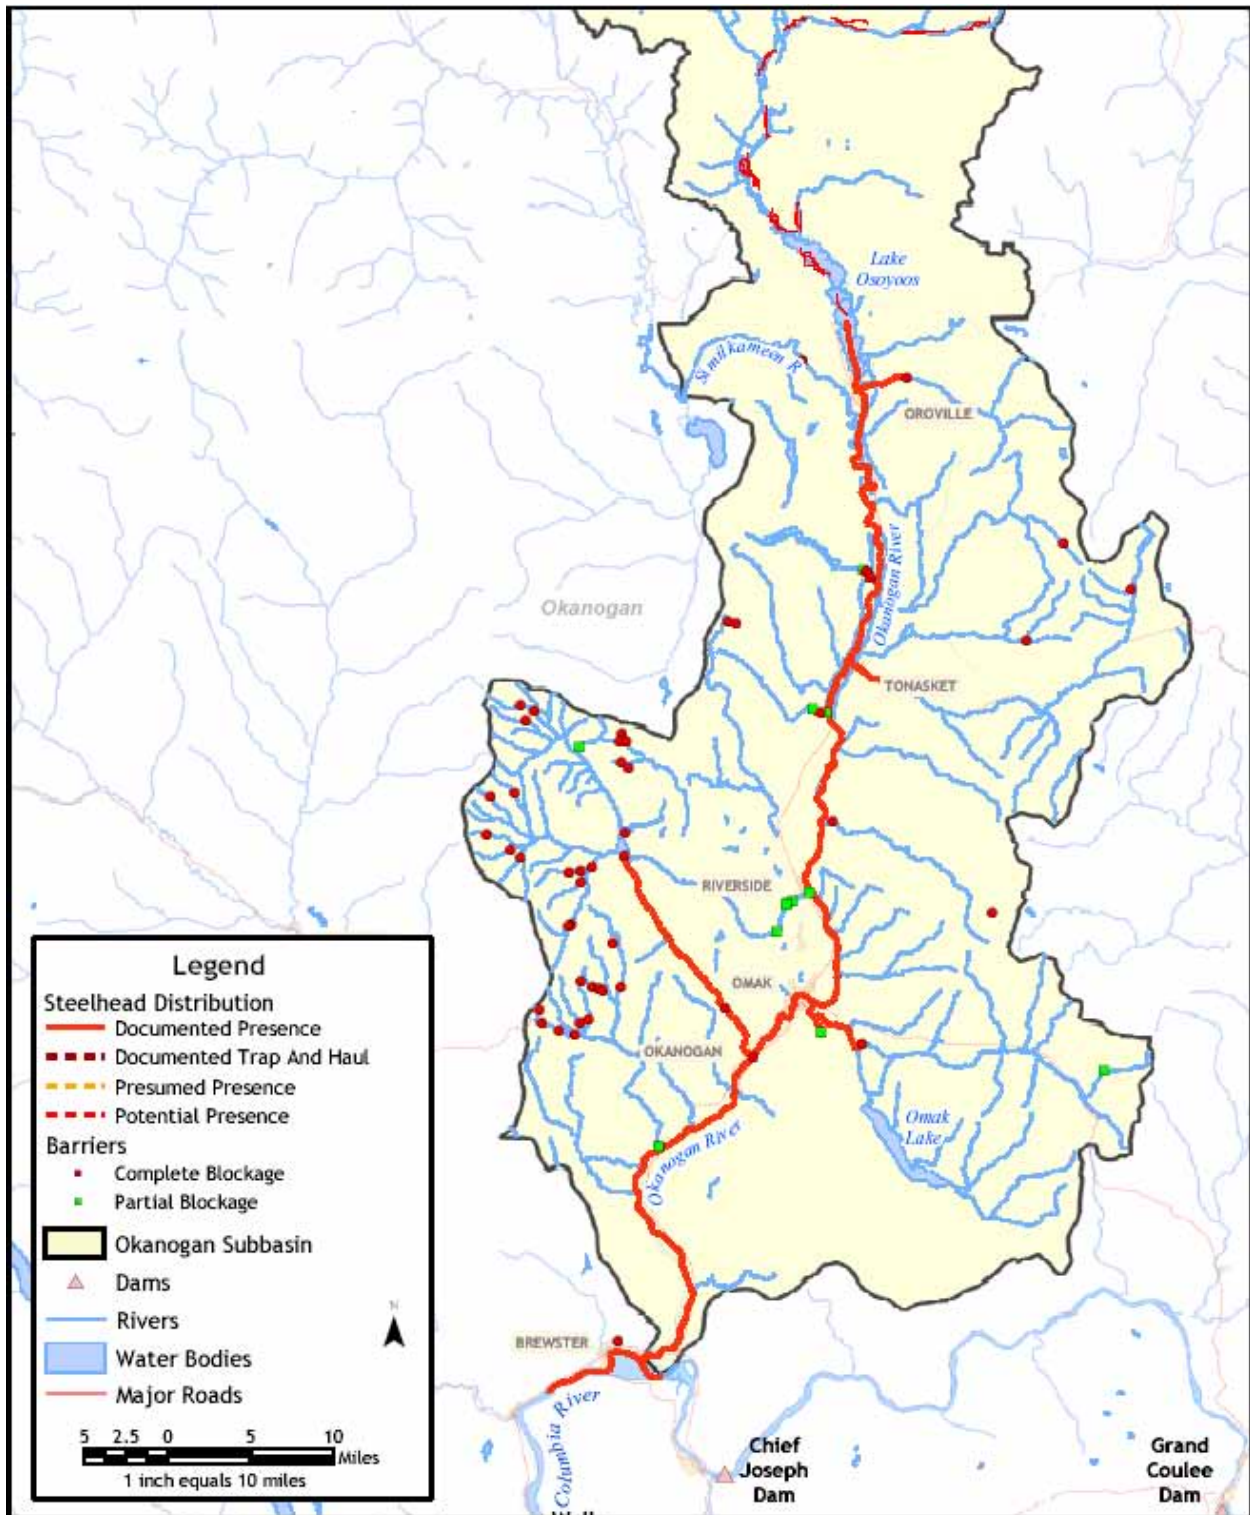 Lake
Osoyoos
Similkameen R
OROVILLE
Okanogan River
Okanogan
TONASKET
RIVERSIDE
OMAK
OKANOGAN
Omak
Lake
Okanogan River
BREWSTER
Columbia River
Chief
Joseph
Dam
Grand
Coulee
Dam
Legend
Steelhead Distribution
Documented Presence
Documented Trap And Haul
Presumed Presence
Potential Presence
Barriers
Complete Blockage
Partial Blockage
Okanogan Subbasin
Dams
Rivers
Water Bodies
Major Roads
N
5 2.5 0 5 10
Miles
1 inch equals 10 miles